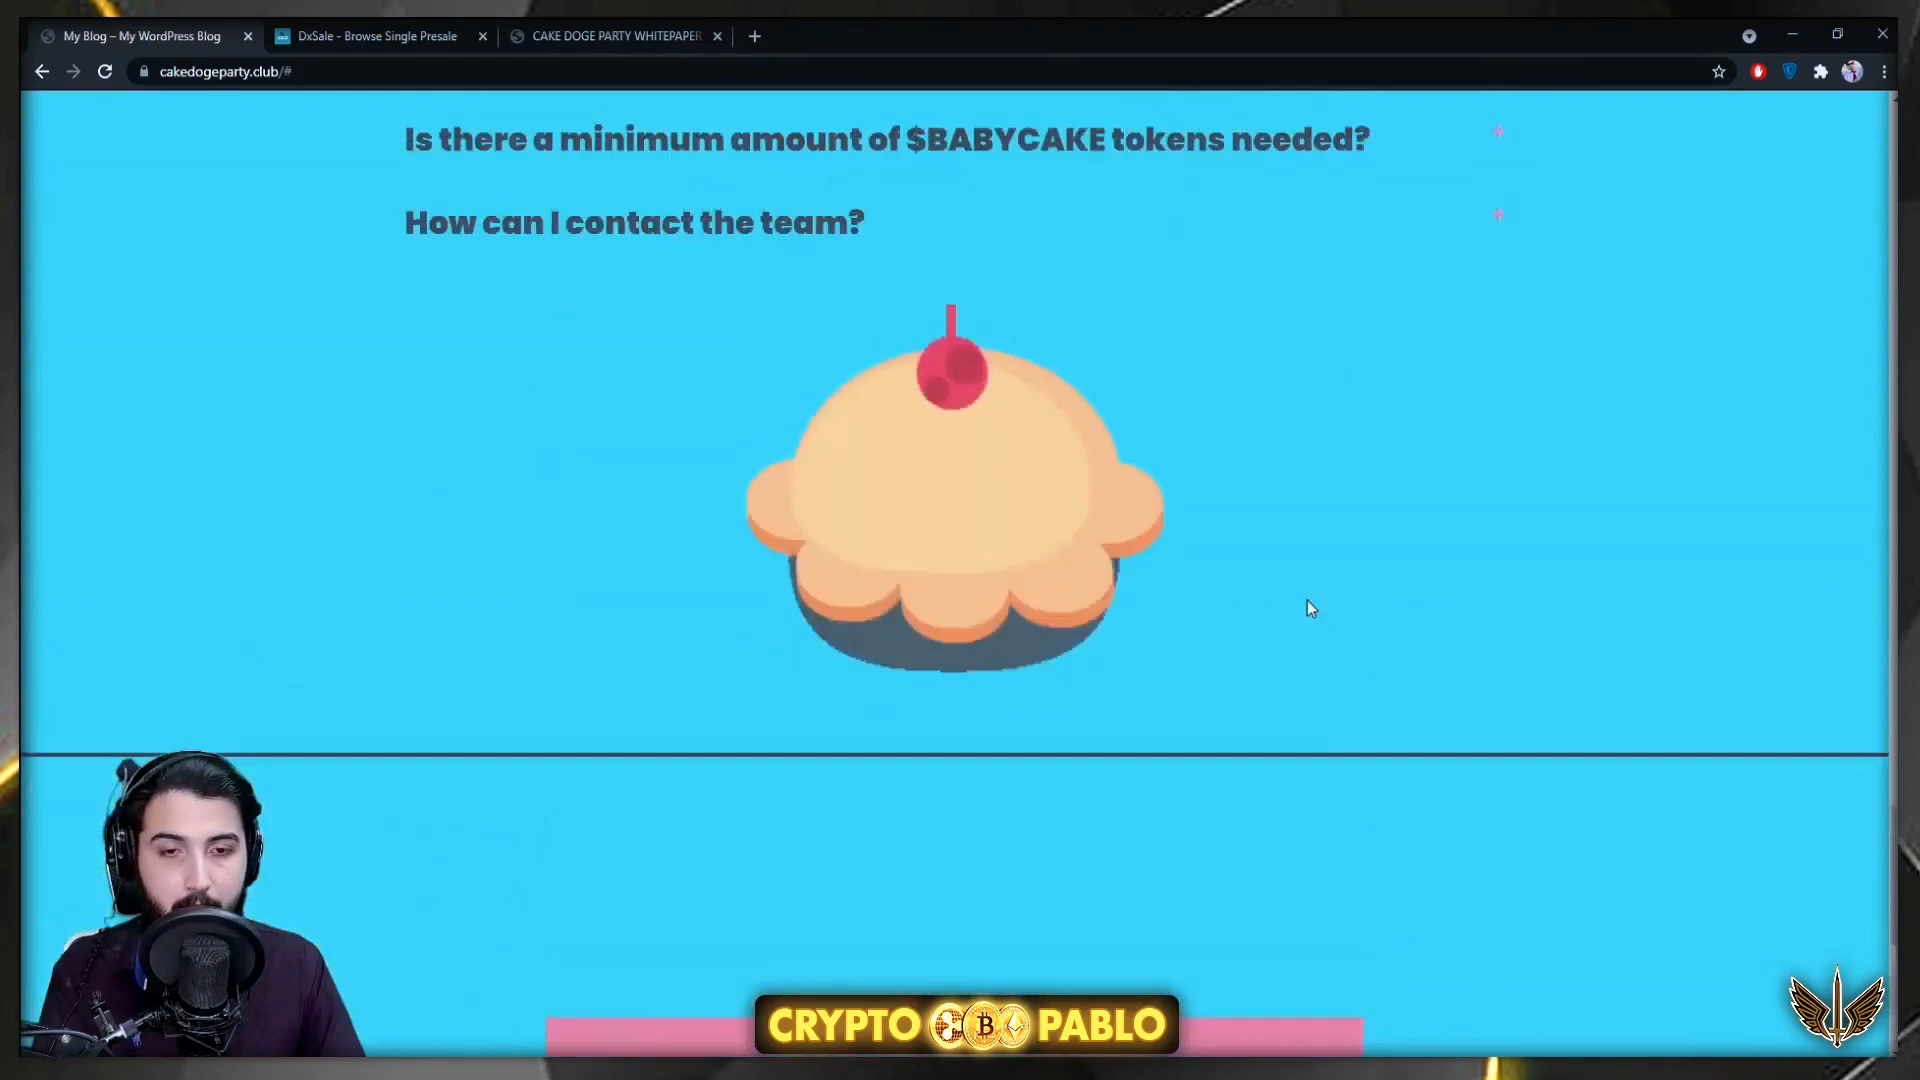 My Blog – My WordPress Blog
DxSale - Browse Single Presale
CAKE DOGE PARTY WHITEPAPER
cakedogeparty.club/#
Is there a minimum amount of $BABYCAKE tokens needed?
How can I contact the team?
CRYPTO PABLO